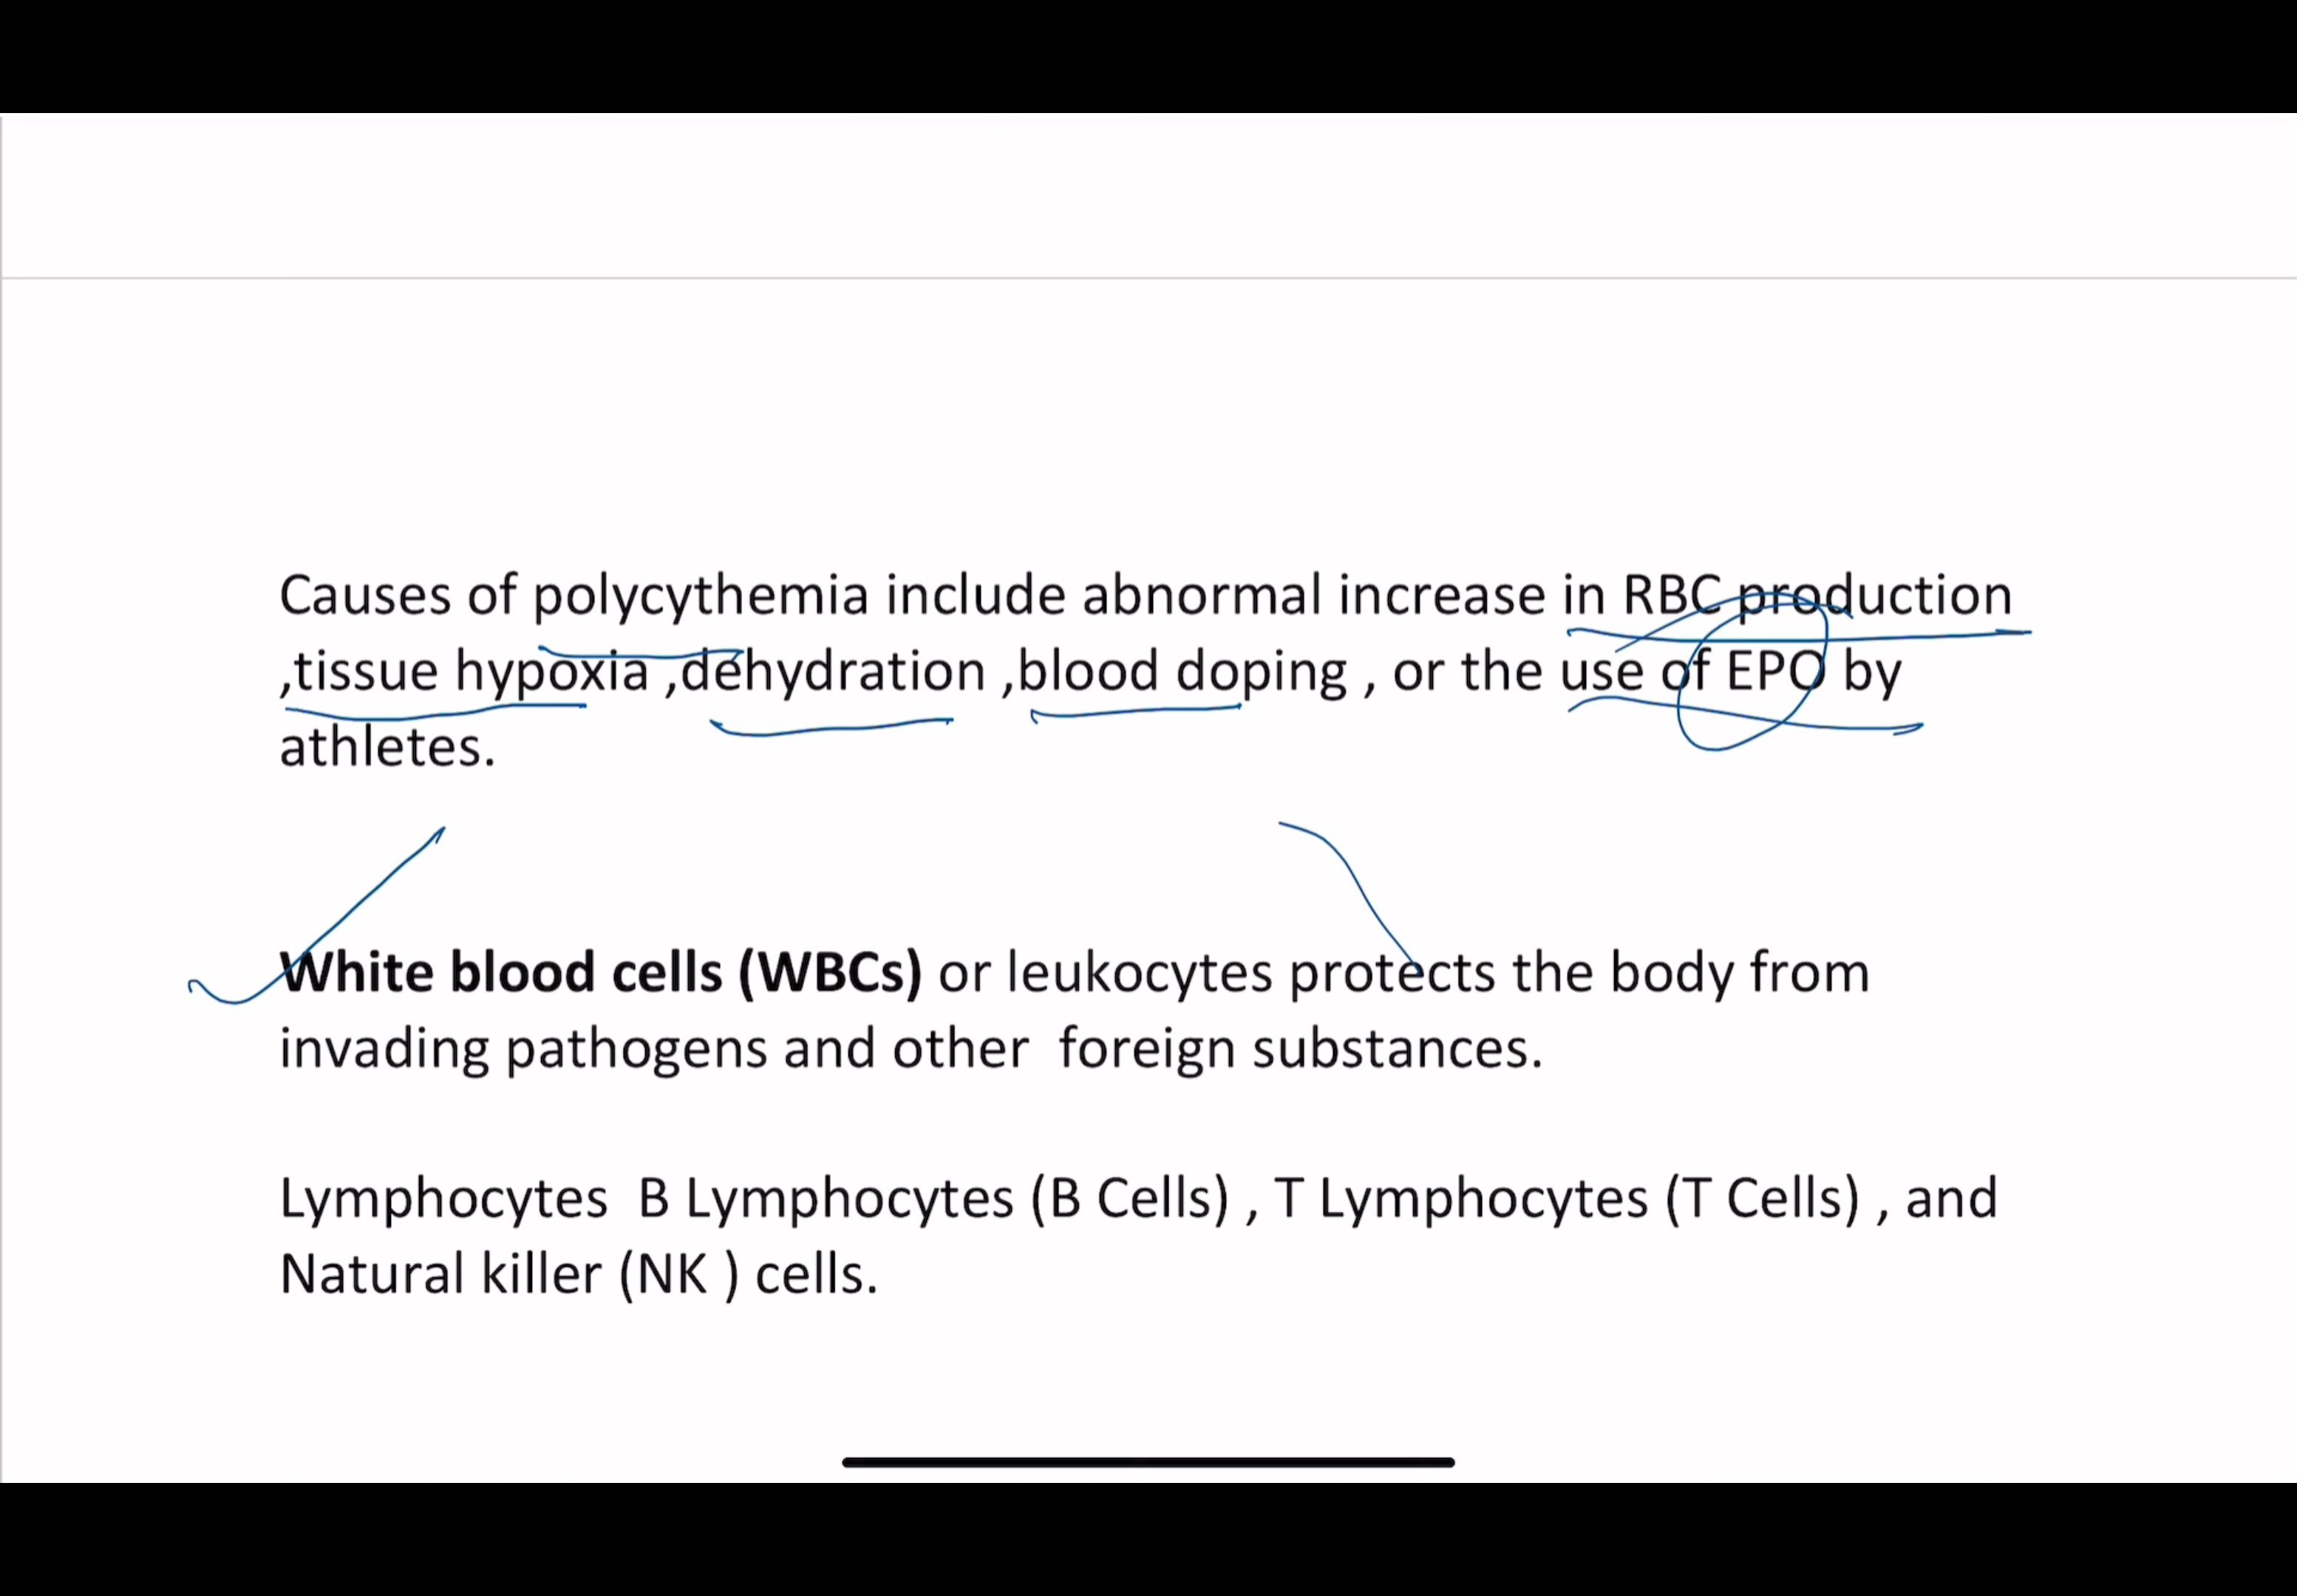 Causes of polycythemia include abnormal increase in RBC production
,tissue hypoxia ,dehydration ,blood doping , or the use of EPO by
athletes.
White blood cells (WBCs) or leukocytes protects the body from
invading pathogens and other  foreign substances.
Lymphocytes  B Lymphocytes (B Cells) , T Lymphocytes (T Cells) , and
Natural killer (NK ) cells.